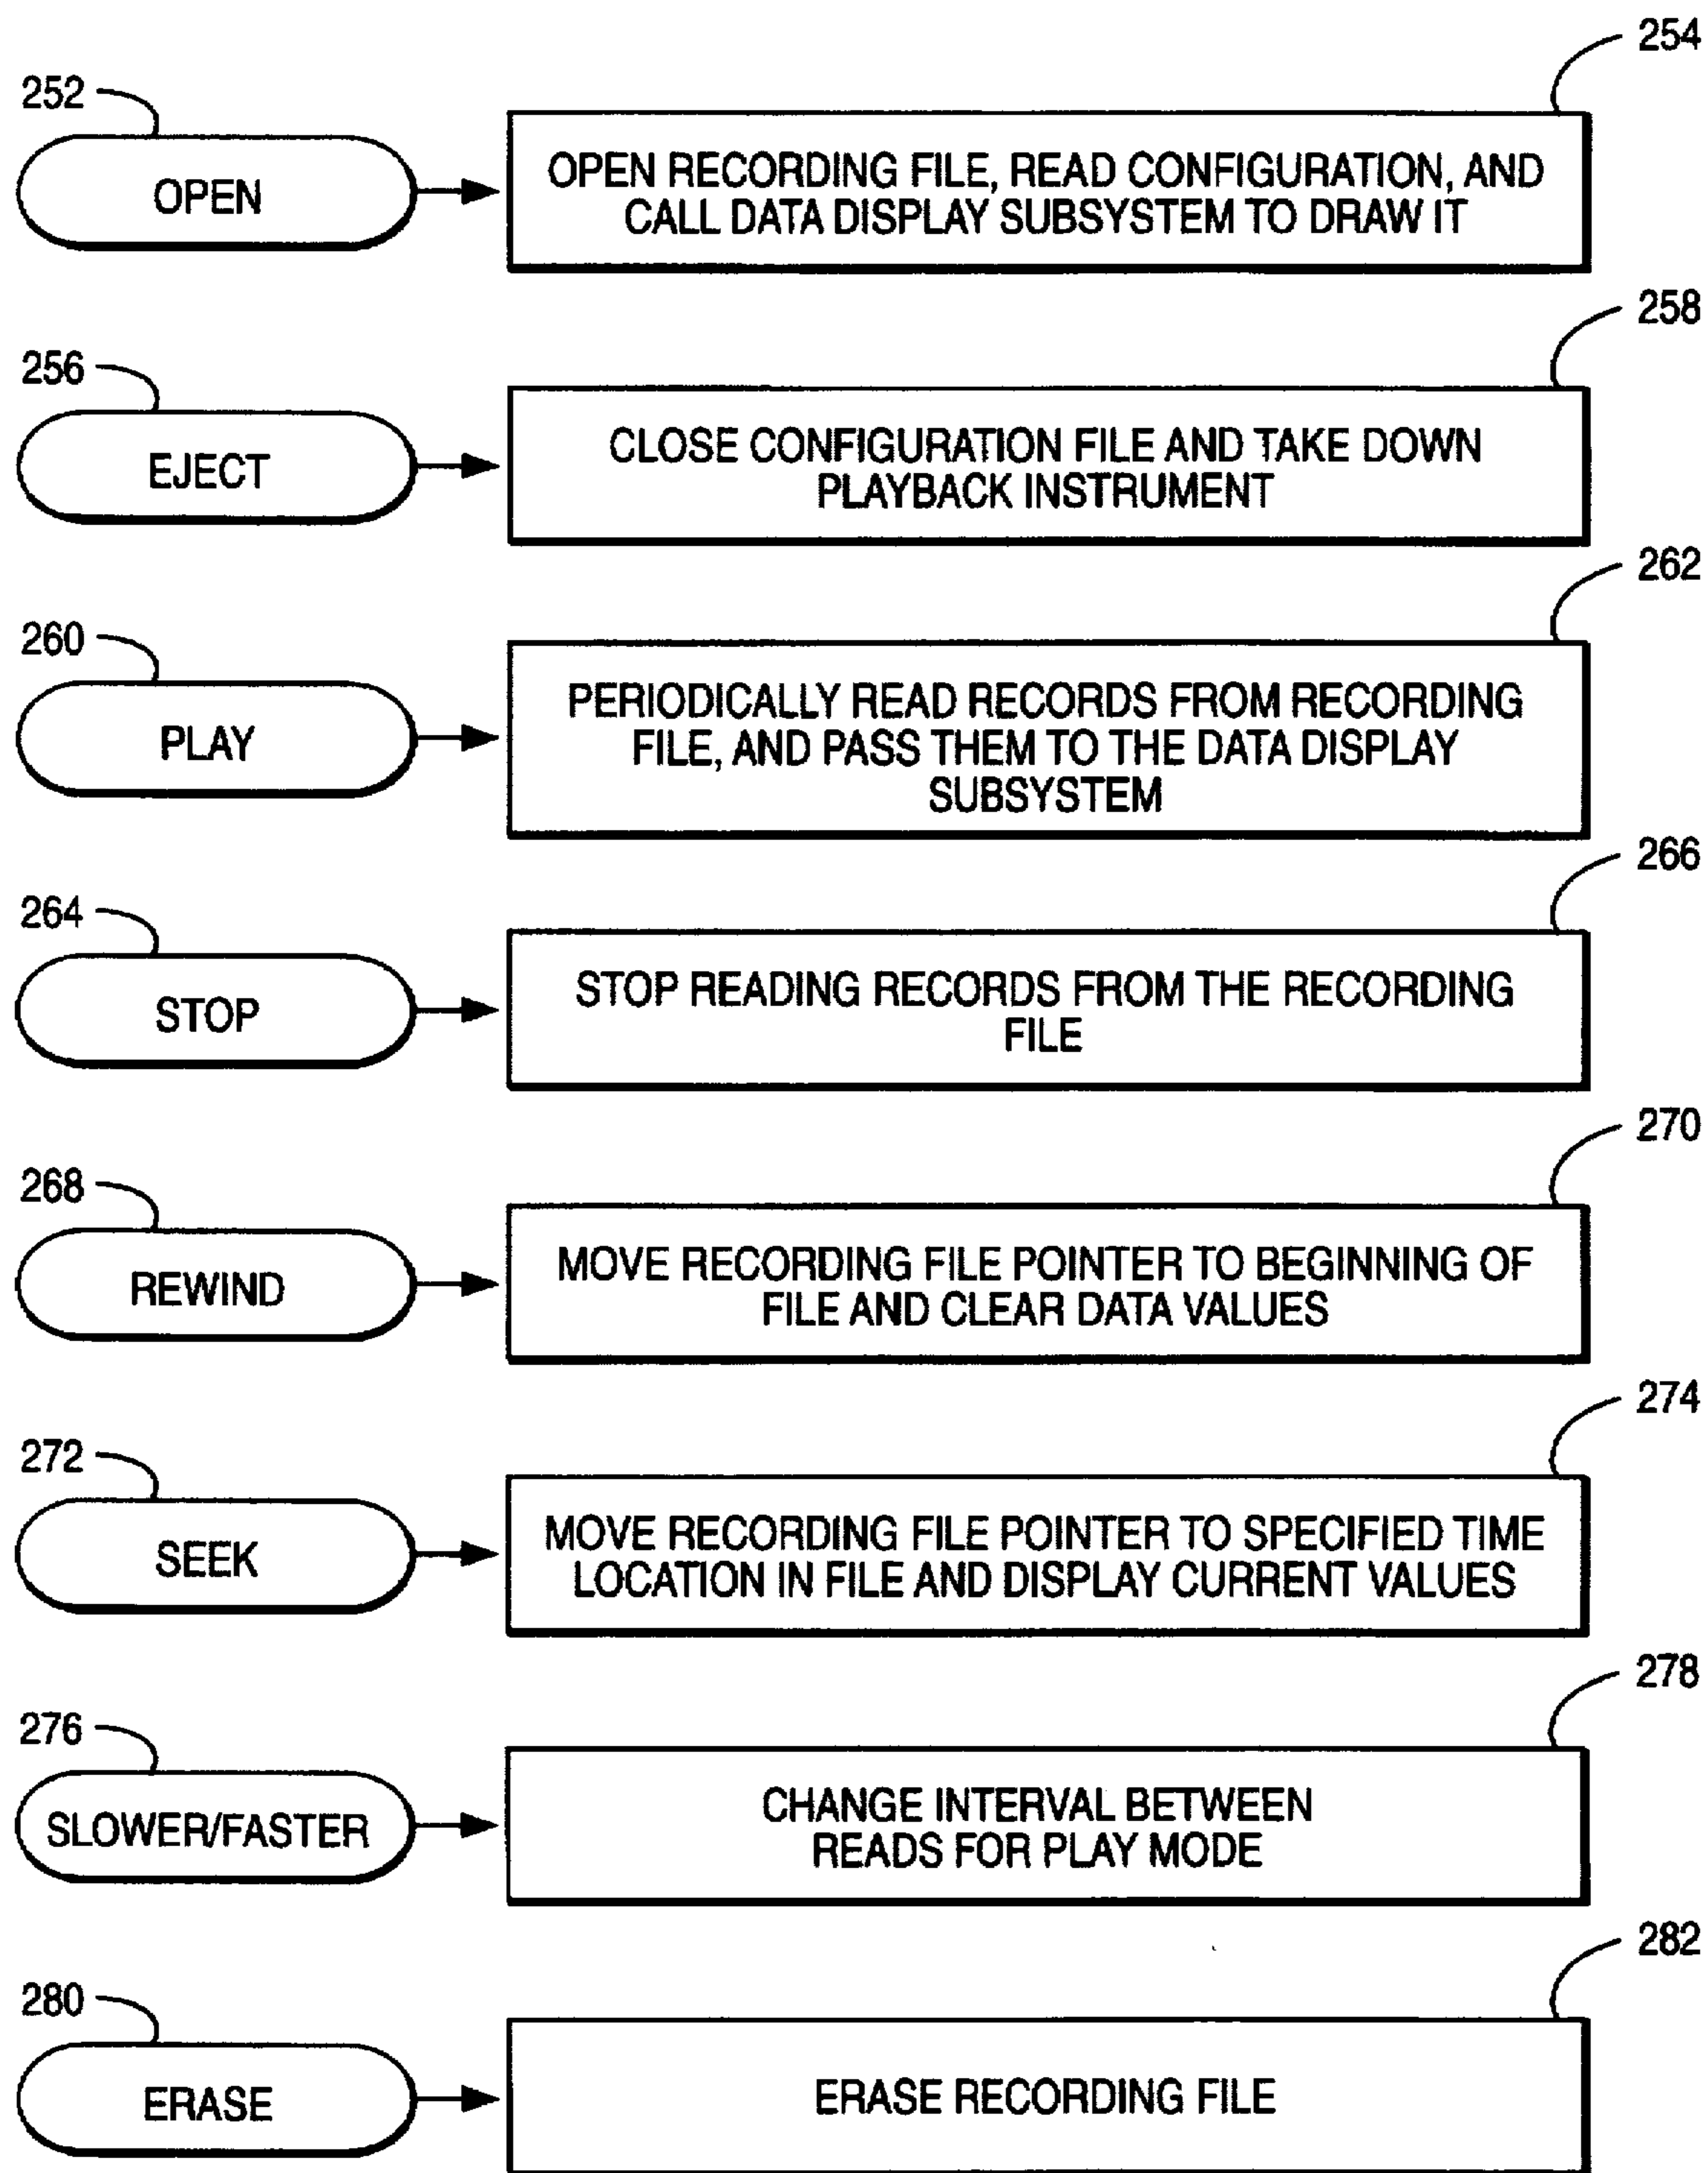 254
252
OPEN
OPEN RECORDING FILE, READ CONFIGURATION, AND
CALL DATA DISPLAY SUBSYSTEM TO DRAW IT
258
256
EJECT
CLOSE CONFIGURATION FILE AND TAKE DOWN
PLAYBACK INSTRUMENT
262
260
PLAY
PERIODICALLY READ RECORDS FROM RECORDING
FILE, AND PASS THEM TO THE DATA DISPLAY
SUBSYSTEM
266
264
STOP
STOP READING RECORDS FROM THE RECORDING
FILE
270
268
REWIND
MOVE RECORDING FILE POINTER TO BEGINNING OF
FILE AND CLEAR DATA VALUES
274
272
SEEK
MOVE RECORDING FILE POINTER TO SPECIFIED TIME
LOCATION IN FILE AND DISPLAY CURRENT VALUES
278
276
SLOWER/FASTER
CHANGE INTERVAL BETWEEN
READS FOR PLAY MODE
282
280
ERASE
ERASE RECORDING FILE